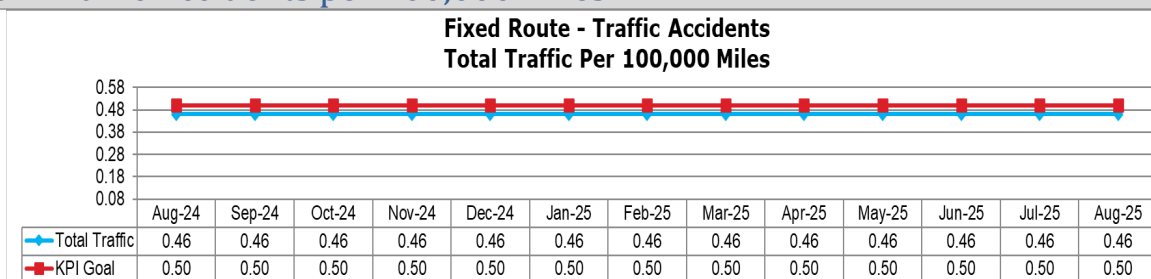 Fixed Route - Traffic Accidents
Total Traffic Per 100,000 Miles
0.58
0.48
0.38
0.28
0.18
0.08
Aug-24 Sep-24 Oct-24 Nov-24 Dec-24 Jan-25 Feb-25 Mar-25 Apr-25 May-25 Jun-25 Jul-25 Aug-25
Total Traffic 0.46 0.46 0.46 0.46 0.46 0.46 0.46 0.46 0.46 0.46 0.46 0.46 0.46
KPI Goal 0.50 0.50 0.50 0.50 0.50 0.50 0.50 0.50 0.50 0.50 0.50 0.50 0.50